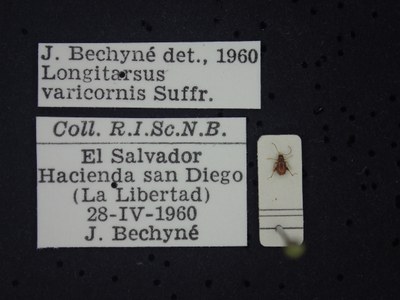 J. Bechyné det., 1960
Longitarsus
varicornis Suffr.
Coll. R.I.Sc.N.B.
El Salvador
Hacienda san Diego
(La Libertad)
28-IV-1960
J. Bechyné